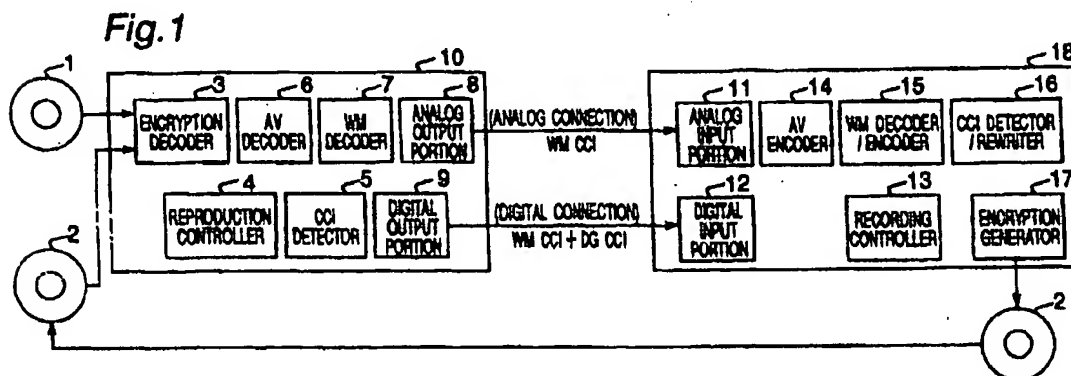 Fig.1
1
10
3
ENCRYPTION
DECODER
6
AV
DECODER
7
WM
DECODER
8
ANALOG
OUTPUT
PORTION
4
REPRODUCTION
CONTROLLER
5
CCI
DETECTOR
9
DIGITAL
OUTPUT
PORTION
2
(ANALOG CONNECTION)
WM CCI
(DIGITAL CONNECTION)
WM CCI + DG CCI
18
11
ANALOG
INPUT
PORTION
14
AV
ENCODER
15
WM DECODER
/ ENCODER
16
CCI DETECTOR
/ REWRITER
12
DIGITAL
INPUT
PORTION
13
RECORDING
CONTROLLER
17
ENCRYPTION
GENERATOR
2